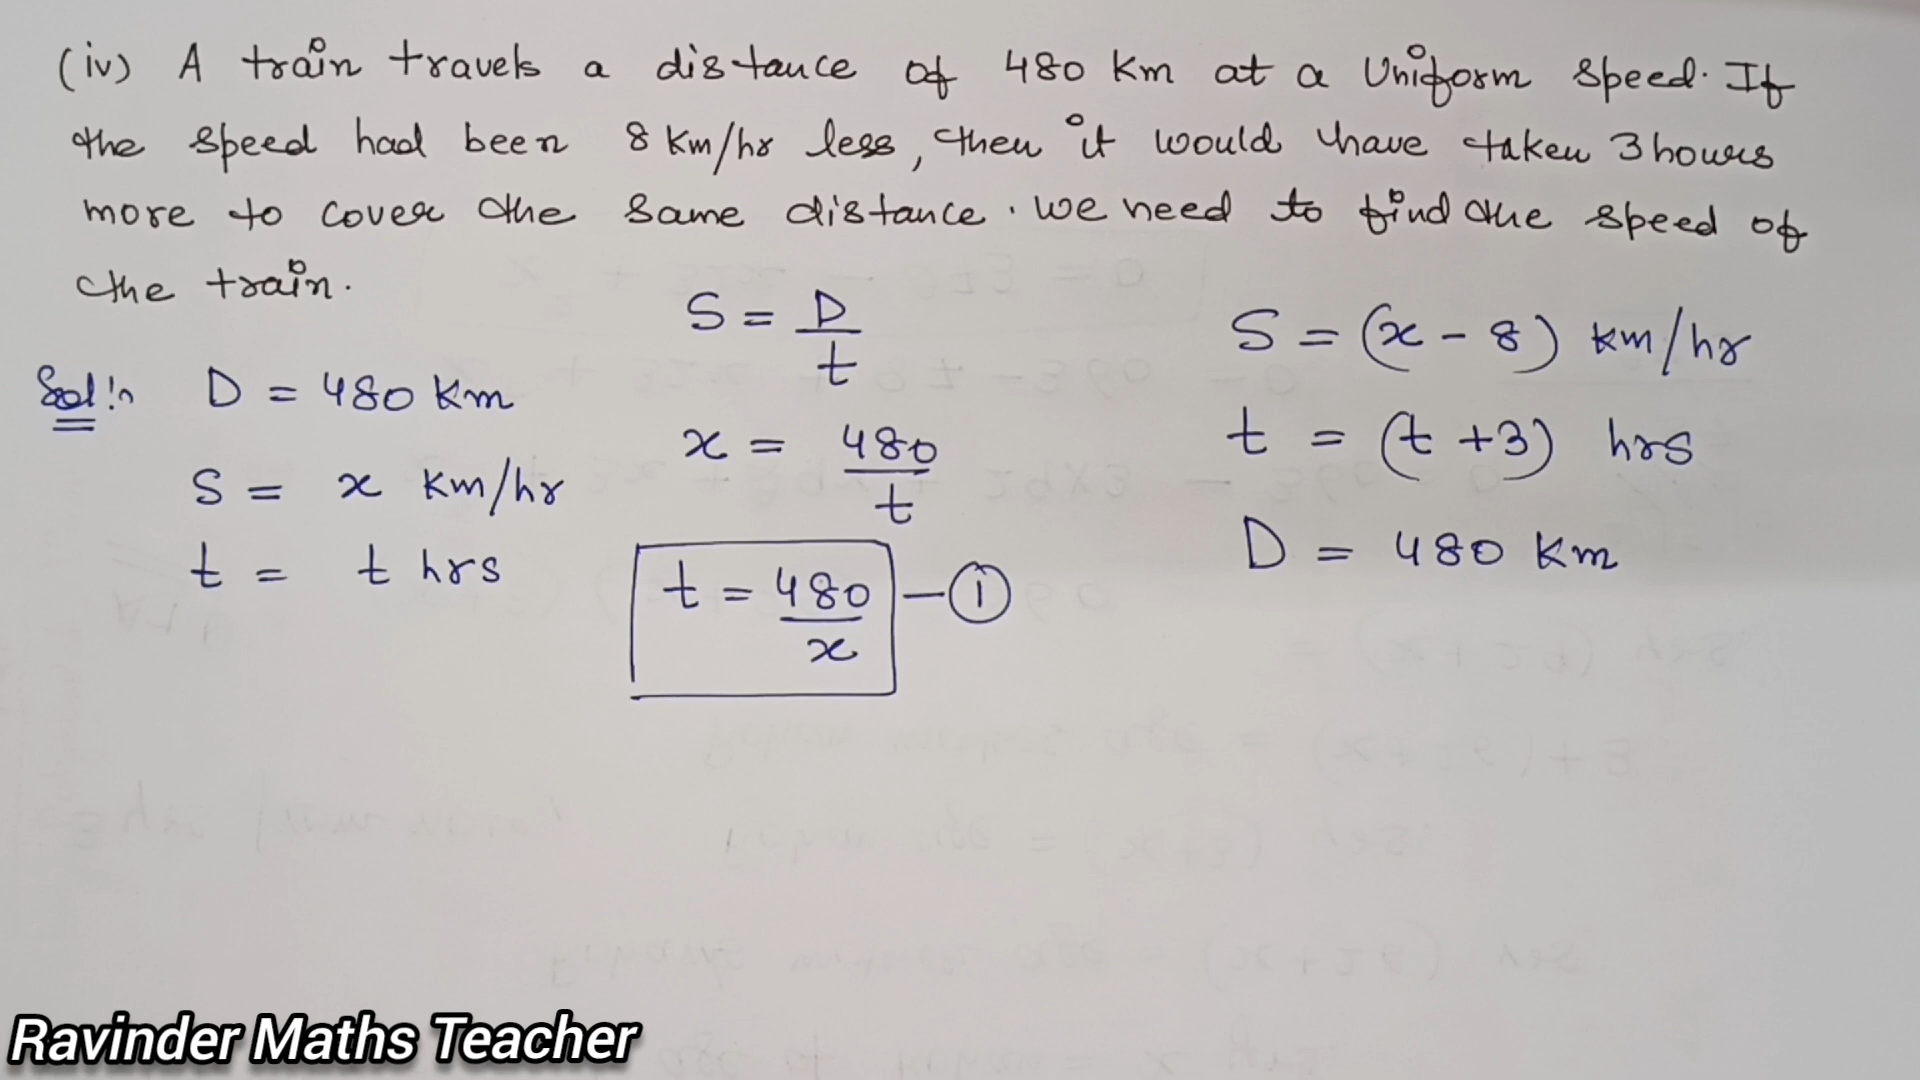 (iv) A train travels a distance of 480 Km at a Uniform speed. If
the speed had been 8 Km/hr less, then it would have taken 3 hours
more to cover the same distance. We need to find the speed of
the train.
Sol!n D = 480 Km
S = x Km/hr
t = t hrs
S = D/t
x = 480/t
t = 480/x — ①
S = (x - 8) km/hr
t = (t + 3) hrs
D = 480 Km
Ravinder Maths Teacher